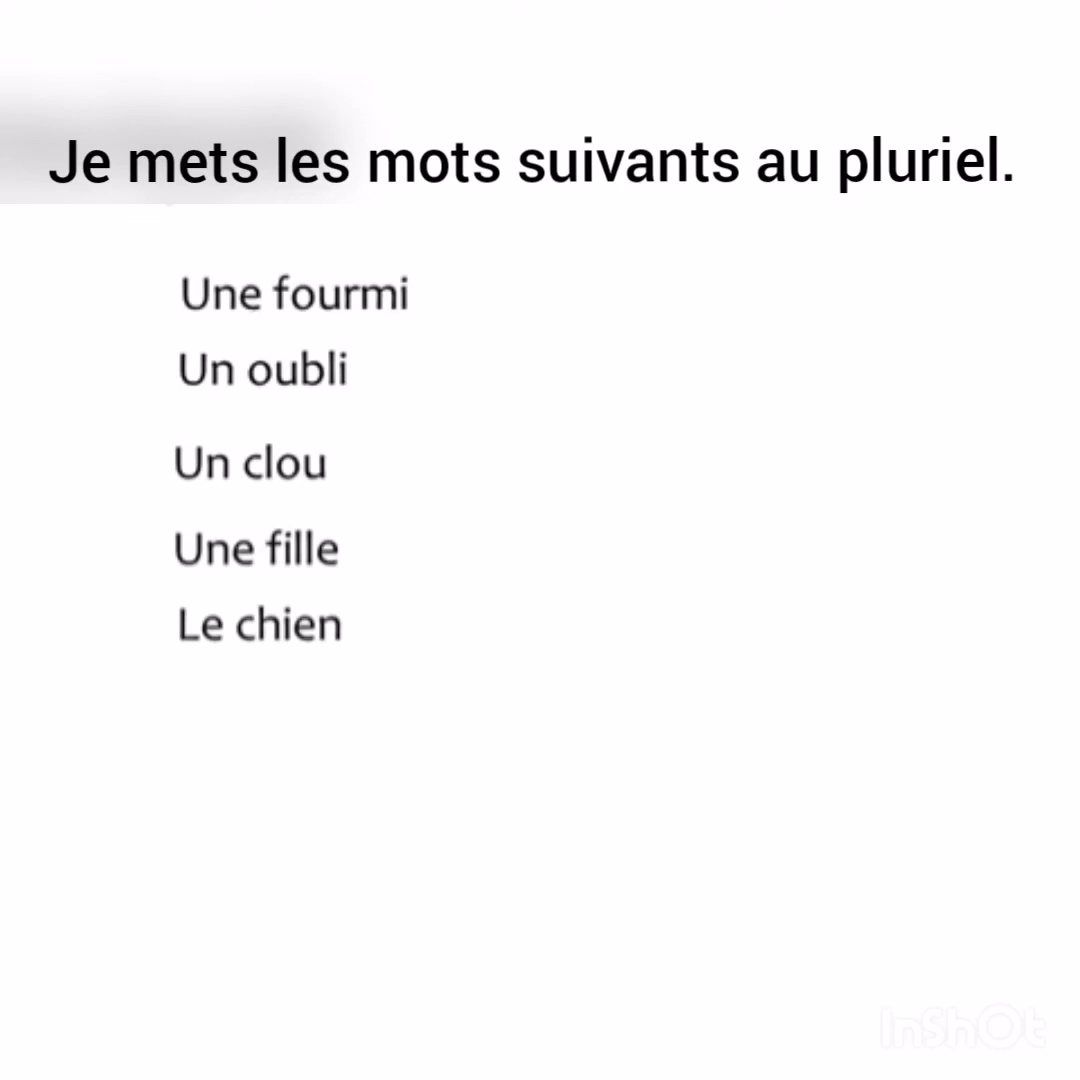 Je mets les mots suivants au pluriel.
Une fourmi
Un oubli
Un clou
Une fille
Le chien
InShOt